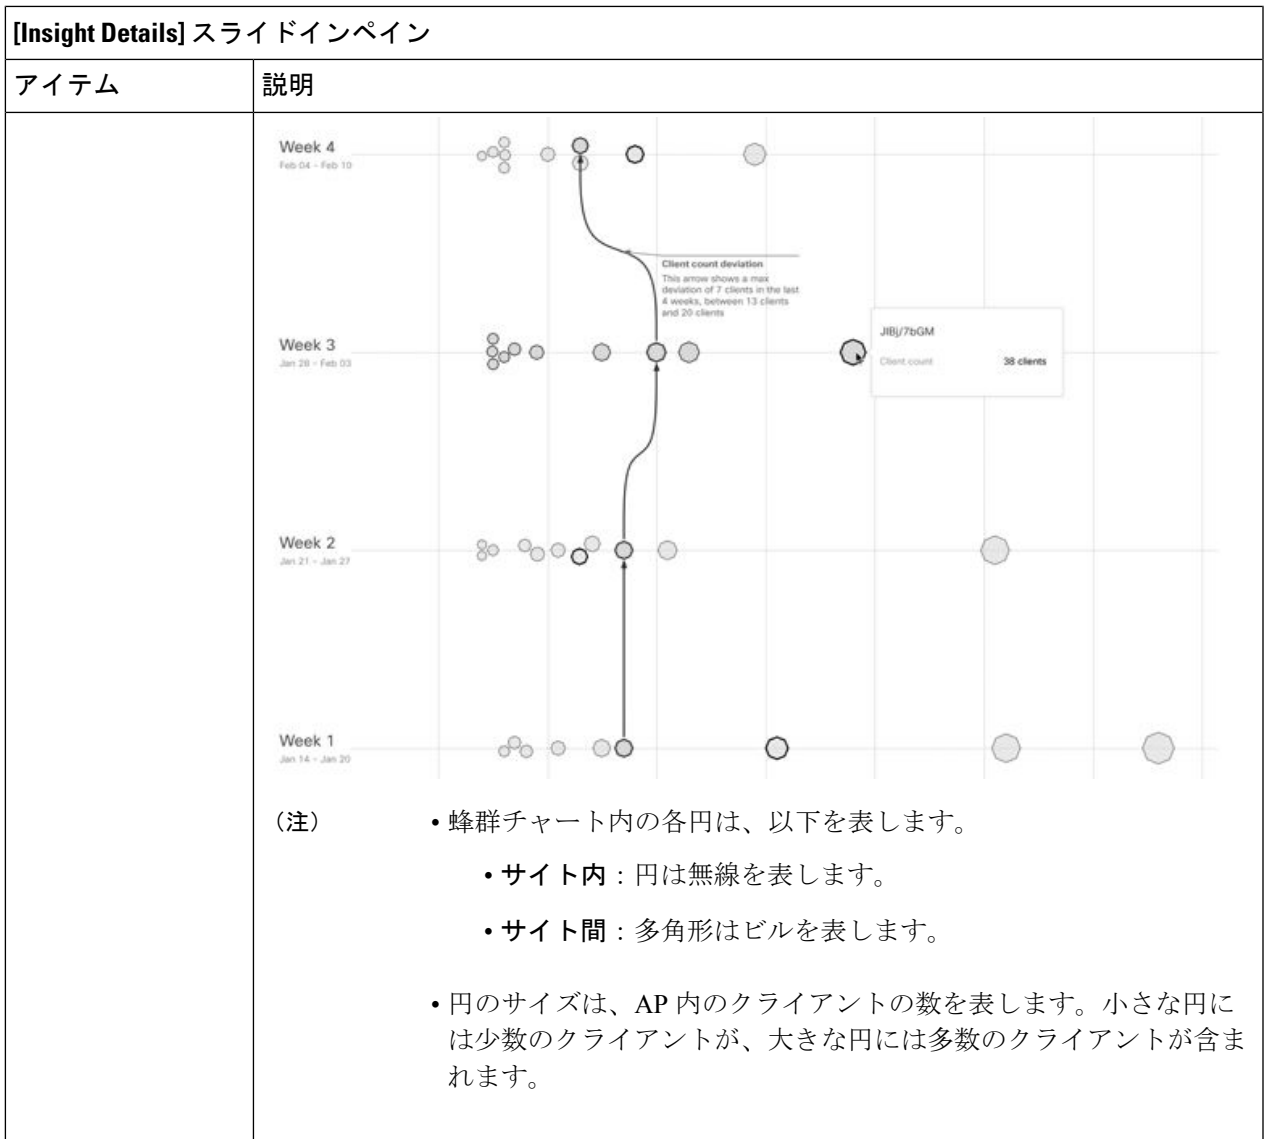 [Insight Details] スライドインペイン
アイテム
説明
Week 4
Feb 04 - Feb 10
Client count deviation
This arrow shows a max
deviation of 7 clients in the last
4 weeks, between 13 clients
and 20 clients
Week 3
Jan 28 - Feb 03
JIBj/7bGM
Client count 38 clients
Week 2
Jan 21 - Jan 27
Week 1
Jan 14 - Jan 20
（注）
• 蜂群チャート内の各円は、以下を表します。
• サイト内：円は無線を表します。
• サイト間：多角形はビルを表します。
• 円のサイズは、AP 内のクライアントの数を表します。小さな円に
は少数のクライアントが、大きな円には多数のクライアントが含ま
れます。